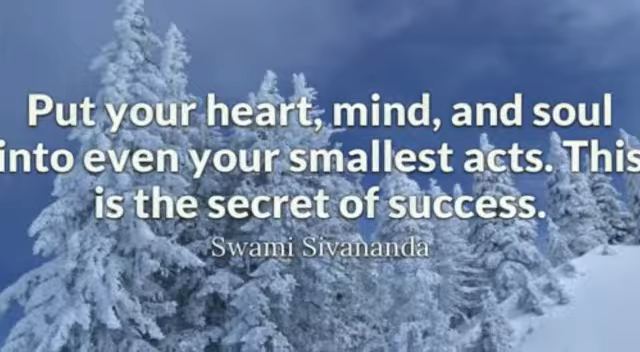 Put your heart, mind, and soul
into even your smallest acts. This
is the secret of success.
Swami Sivananda